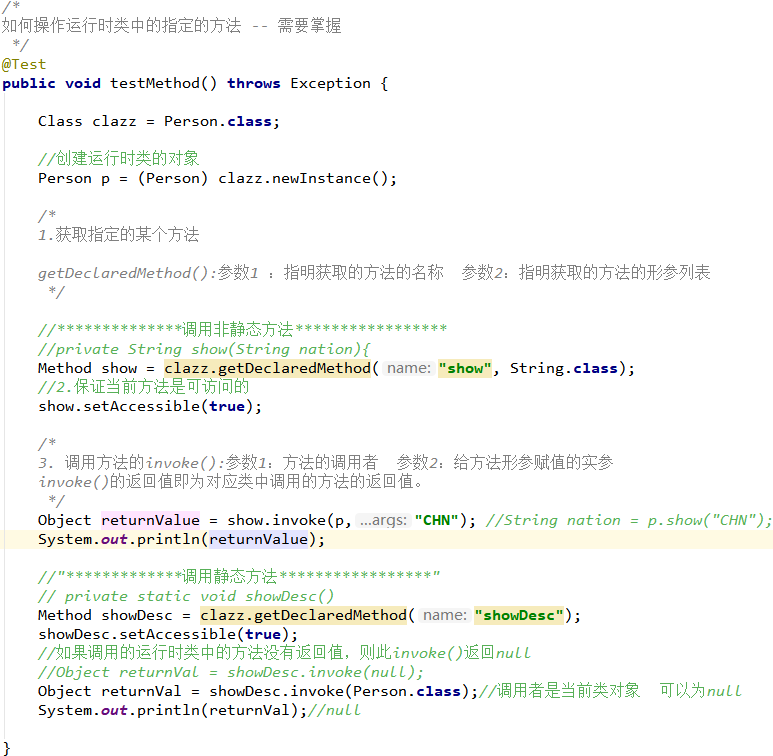 /*
如何操作运行时类中的指定的方法 -- 需要掌握
*/
@Test
public void testMethod() throws Exception {
Class clazz = Person.class;
//创建运行时类的对象
Person p = (Person) clazz.newInstance();
/*
1.获取指定的某个方法
getDeclaredMethod():参数1 ：指明获取的方法的名称  参数2：指明获取的方法的形参列表
*/
//**************调用非静态方法*****************
//private String show(String nation){
Method show = clazz.getDeclaredMethod( name: "show", String.class);
//2.保证当前方法是可访问的
show.setAccessible(true);
/*
3. 调用方法的invoke():参数1：方法的调用者  参数2：给方法形参赋值的实参
invoke()的返回值即为对应类中调用的方法的返回值。
*/
Object returnValue = show.invoke(p, ...args: "CHN"); //String nation = p.show("CHN");
System.out.println(returnValue);
//"*************调用静态方法*****************"
// private static void showDesc()
Method showDesc = clazz.getDeclaredMethod( name: "showDesc");
showDesc.setAccessible(true);
//如果调用的运行时类中的方法没有返回值，则此invoke()返回null
//Object returnVal = showDesc.invoke(null);
Object returnVal = showDesc.invoke(Person.class);//调用者是当前类对象  可以为null
System.out.println(returnVal);//null
}